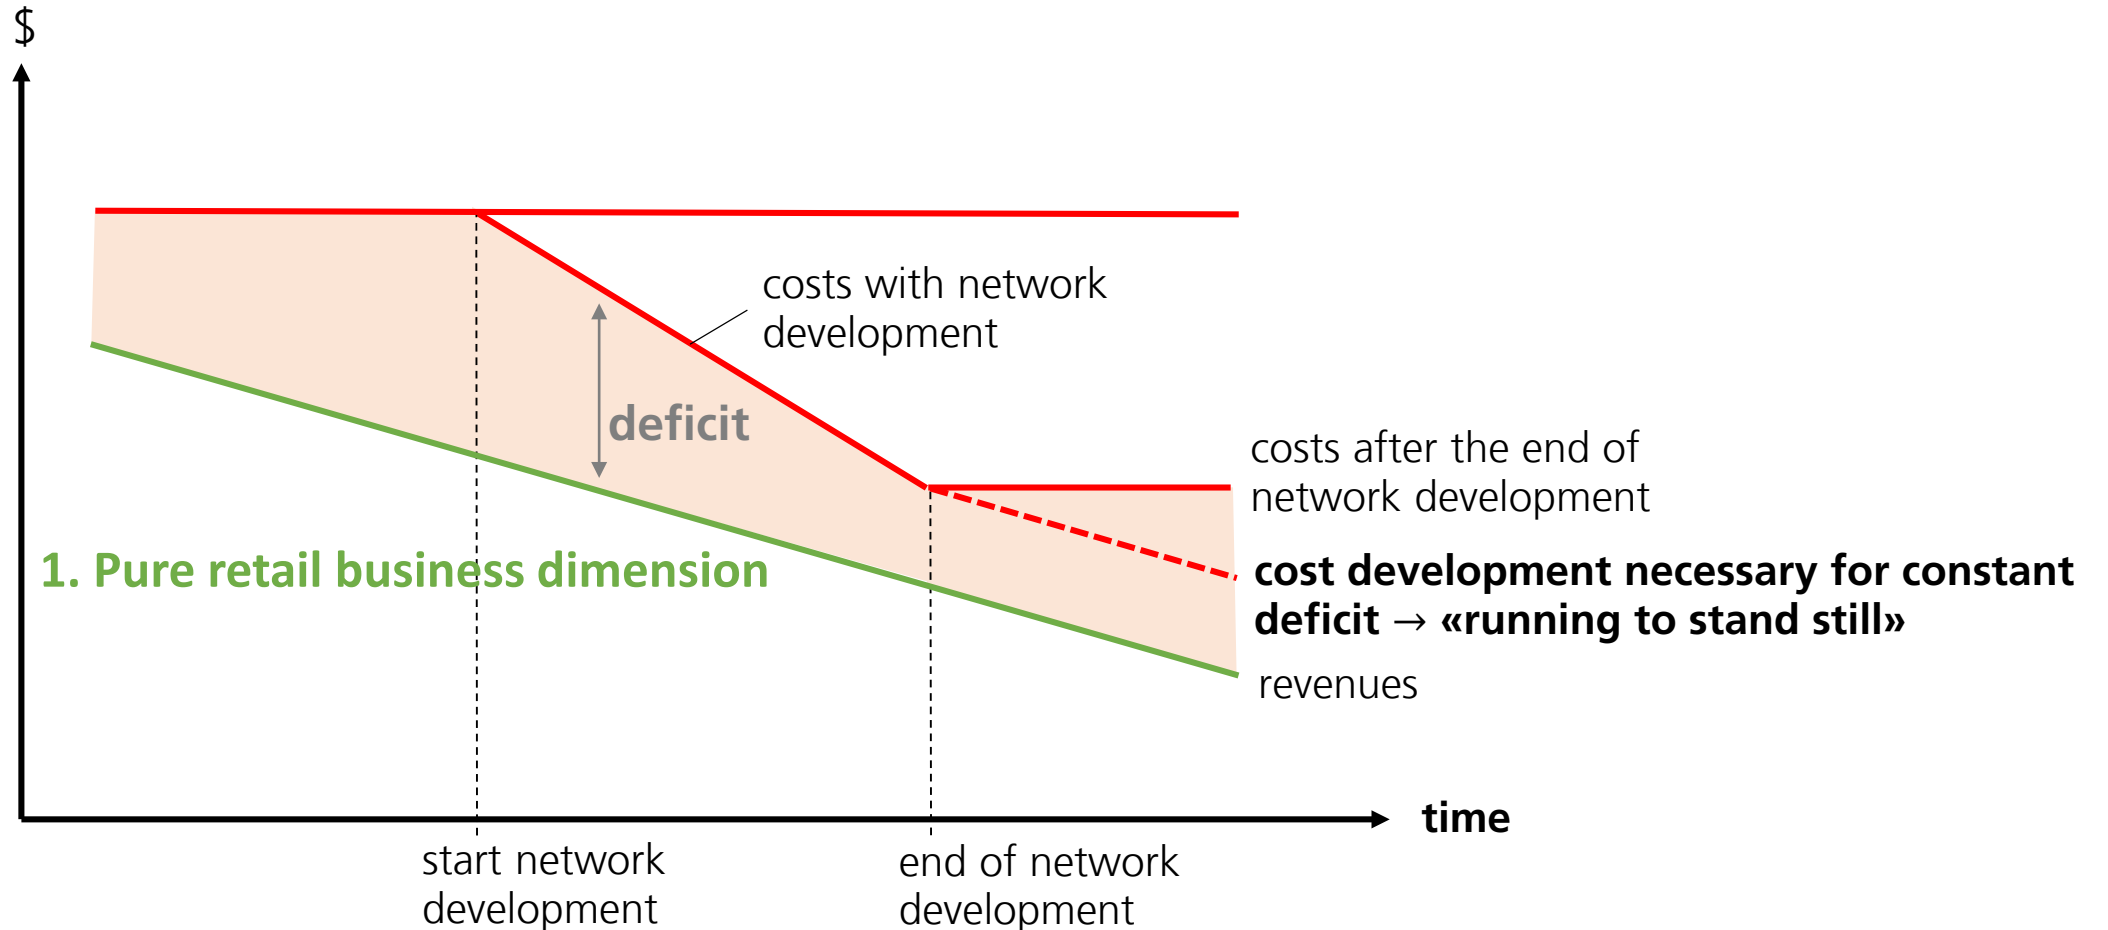 $
costs with network
development
deficit
costs after the end of
network development
1. Pure retail business dimension
cost development necessary for constant
deficit → «running to stand still»
revenues
time
start network
development
end of network
development